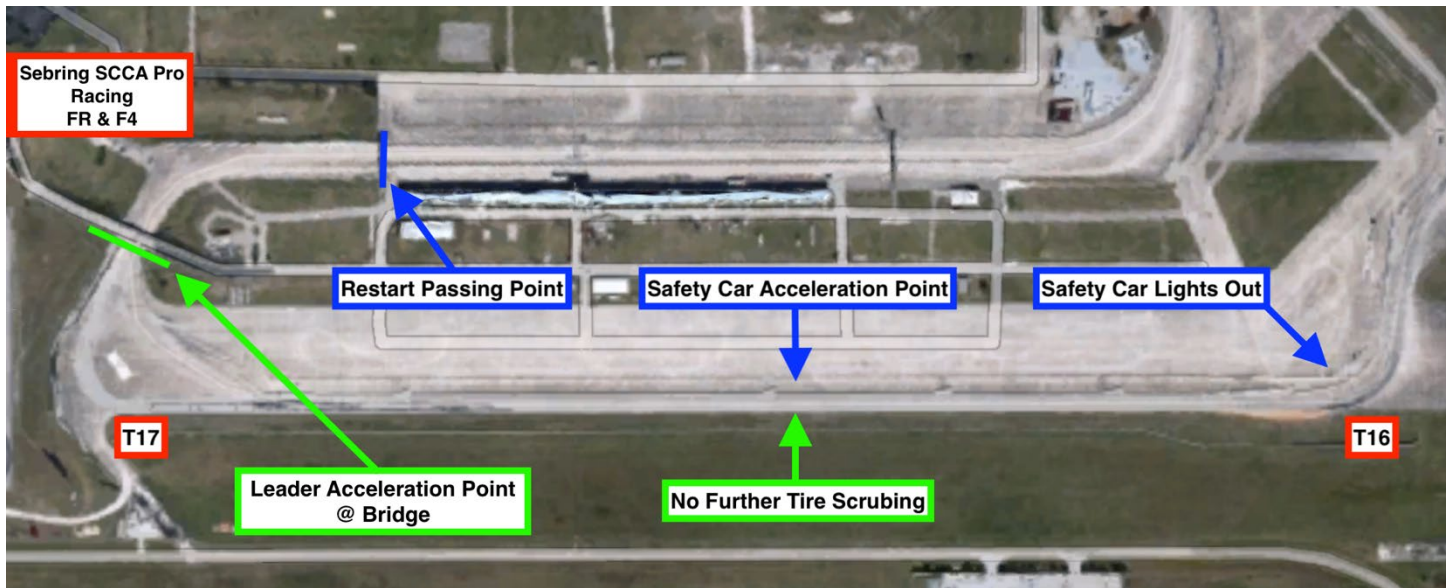 Sebring SCCA Pro
Racing
FR & F4
Restart Passing Point
Safety Car Acceleration Point
Safety Car Lights Out
T17
T16
Leader Acceleration Point
@ Bridge
No Further Tire Scrubing